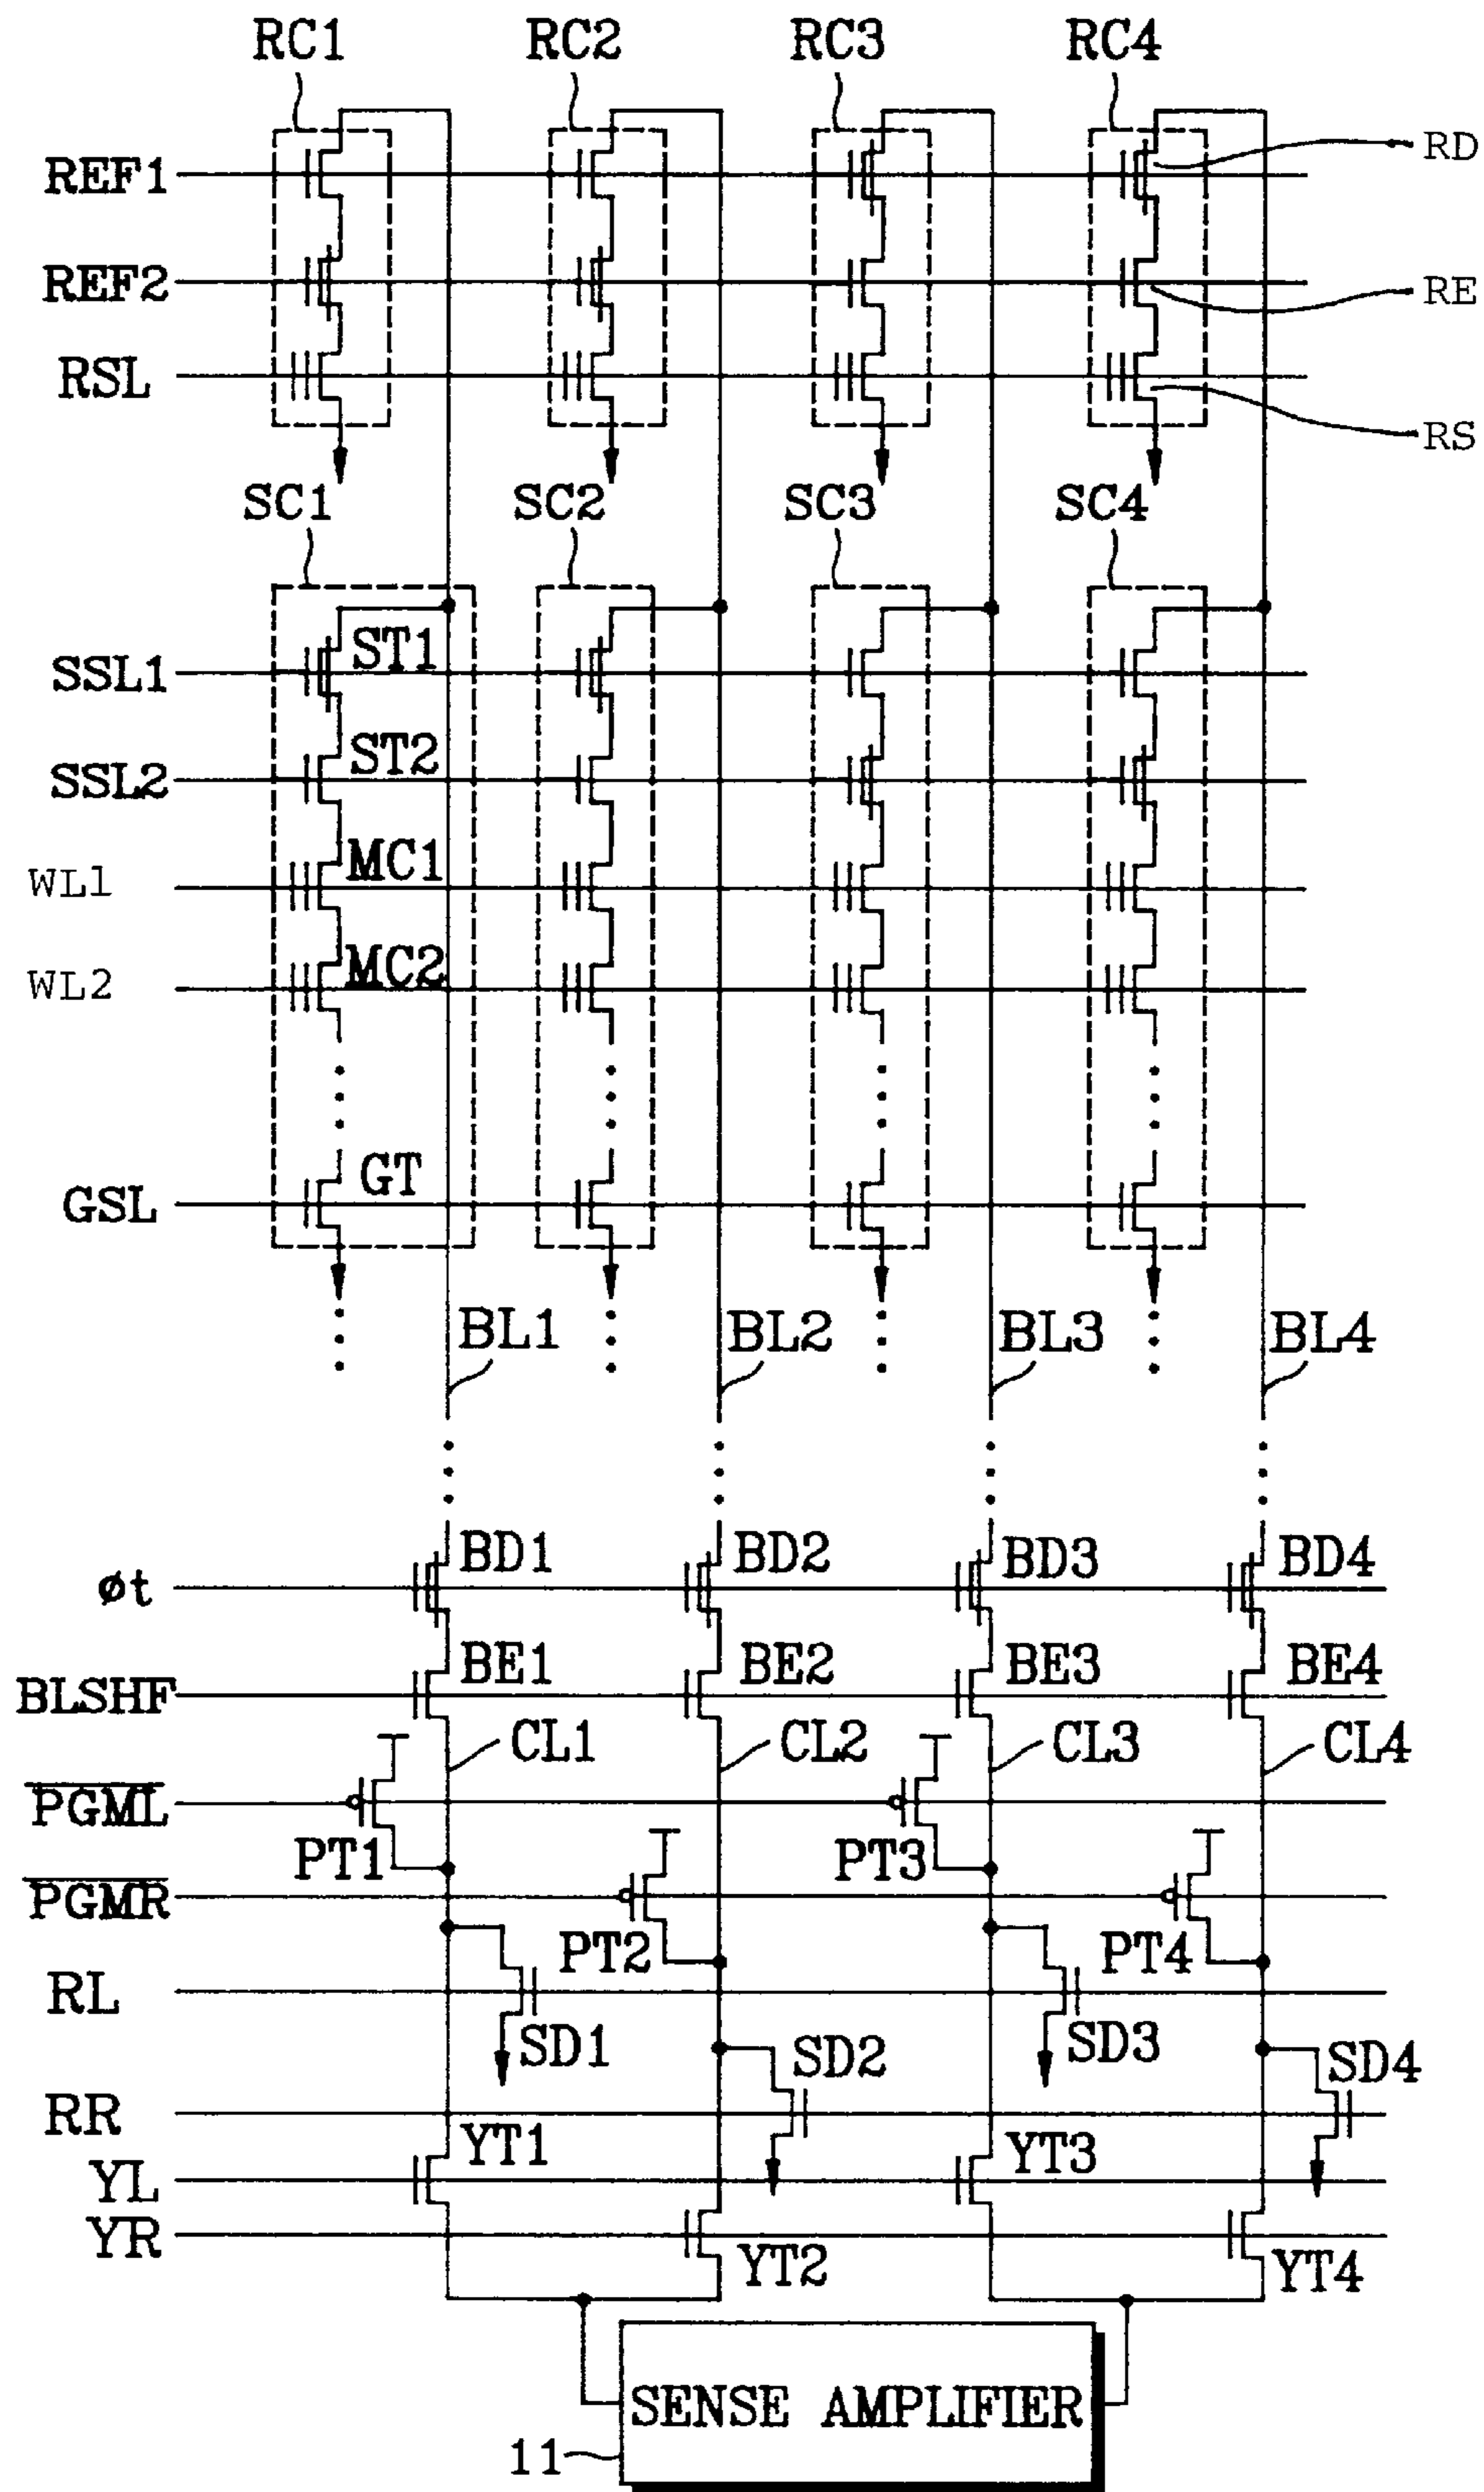 RC1 RC2 RC3 RC4
REF1 RD
REF2 RE
RSL RS
SC1 SC2 SC3 SC4
SSL1 ST1
SSL2 ST2
WL1 MC1
WL2 MC2
GSL GT
BL1 BL2 BL3 BL4
øt BD1 BD2 BD3 BD4
BLSHF BE1 BE2 BE3 BE4
CL1 CL2 CL3 CL4
PGML PT1 PT3
PGMR PT2 PT4
RL SD1 SD3
SD2 SD4
RR
YL YT1 YT3
YR YT2 YT4
SENSE AMPLIFIER
11